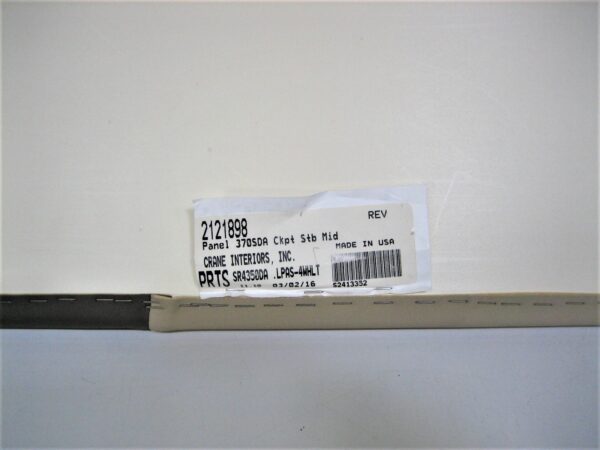 REV
2121898
Panel 370SDA Ckpt Stb Mid
MADE IN USA
CRANE INTERIORS, INC.
PRTS SR4350DA .LPAS-4WHLT
03/02/16 S2413352